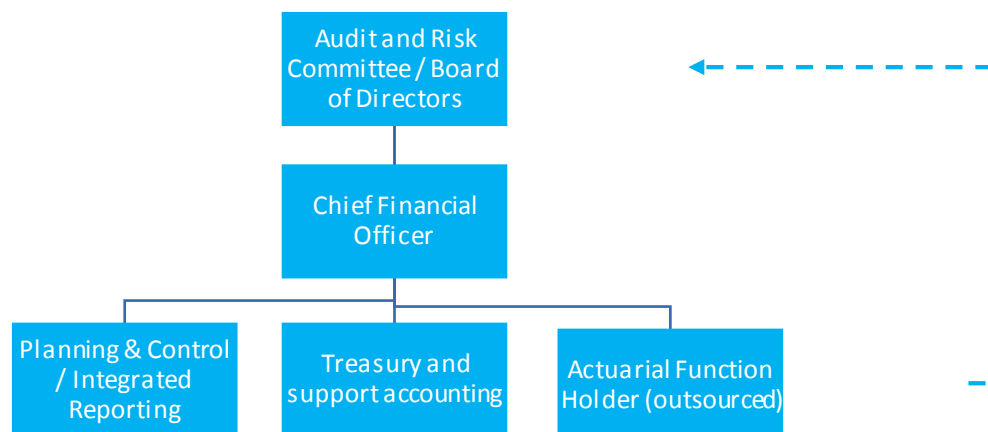 Audit and Risk
Committee / Board
of Directors
Chief Financial
Officer
Planning & Control
/ Integrated
Reporting
Treasury and
support accounting
Actuarial Function
Holder (outsourced)